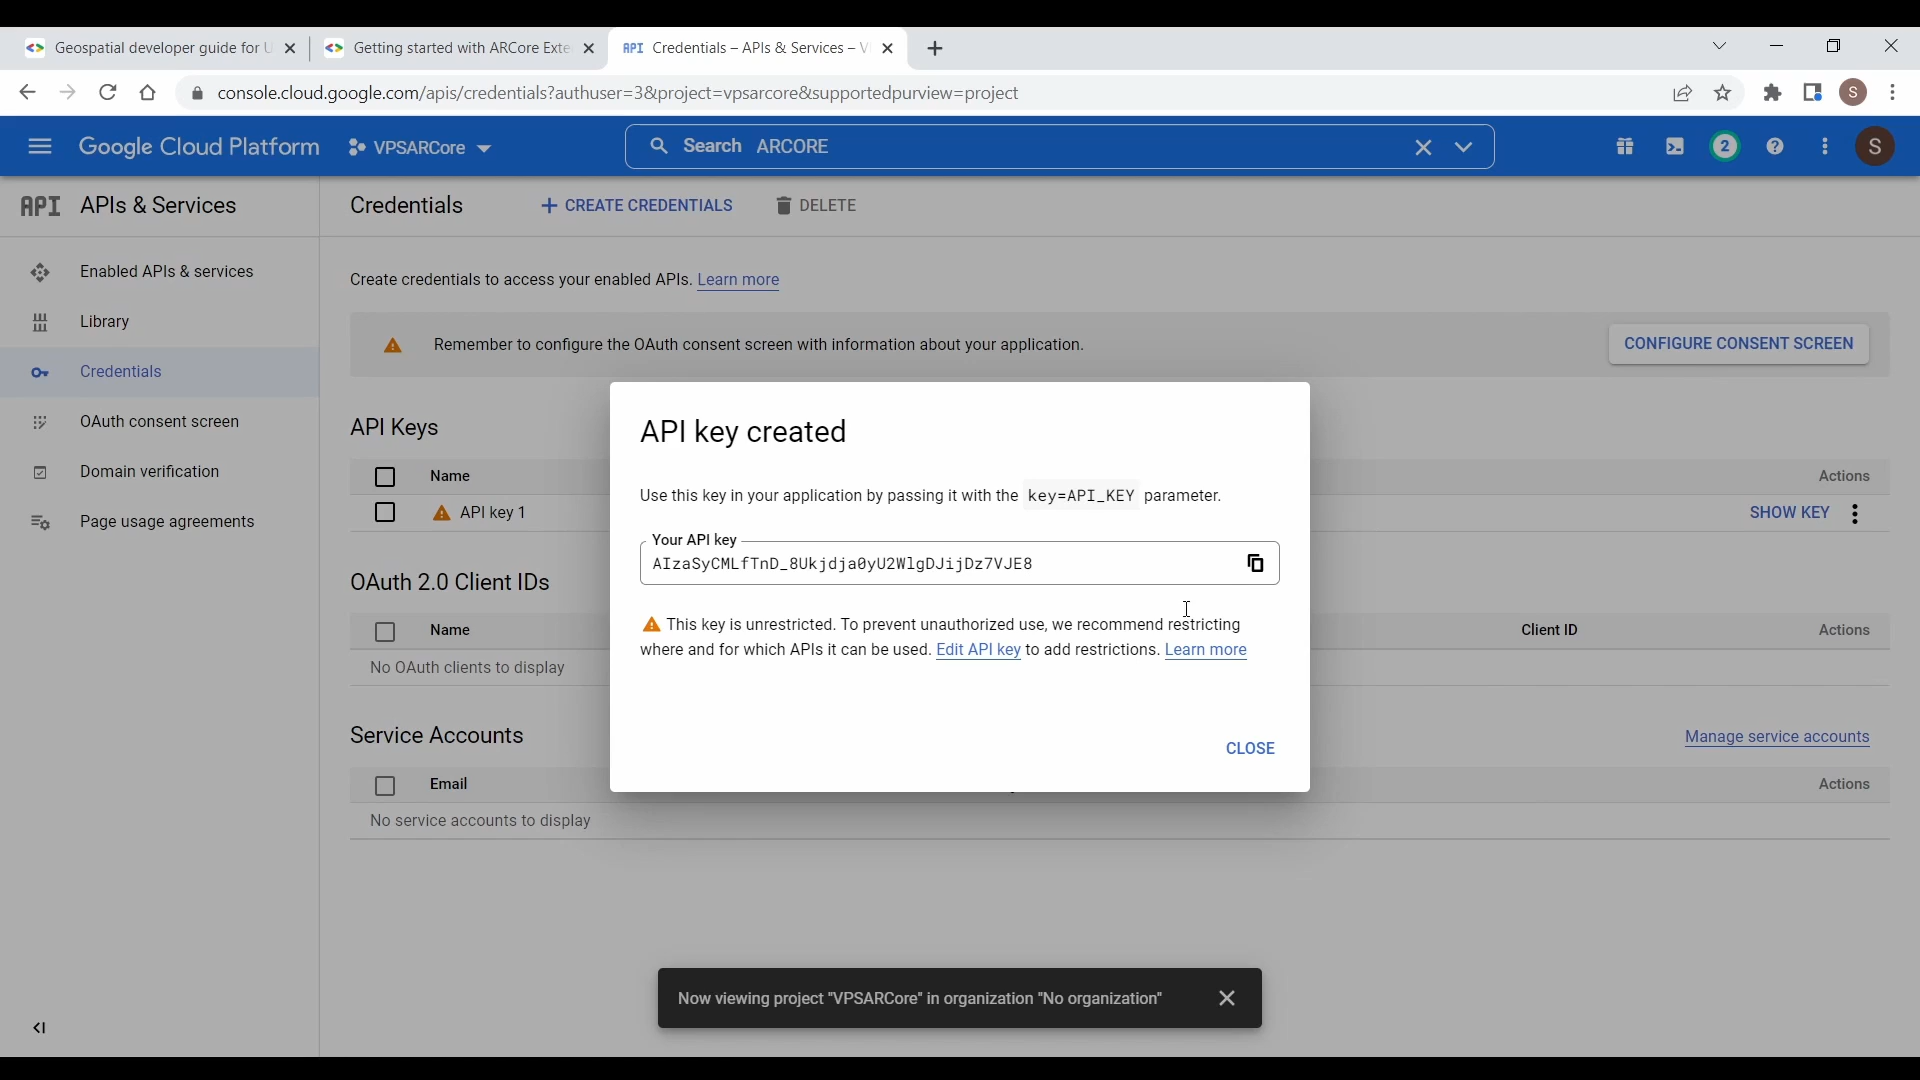 Geospatial developer guide for U
Getting started with ARCore Exte
API Credentials – APIs & Services – V
console.cloud.google.com/apis/credentials?authuser=3&project=vpsarcore&supportedpurview=project
S
Google Cloud Platform
VPSARCore
Search ARCORE
2
S
API APIs & Services
Credentials
+ CREATE CREDENTIALS
DELETE
Enabled APIs & services
Library
Credentials
OAuth consent screen
Domain verification
Page usage agreements
Create credentials to access your enabled APIs. Learn more
Remember to configure the OAuth consent screen with information about your application.
CONFIGURE CONSENT SCREEN
API Keys
Name
Actions
API key 1
SHOW KEY
OAuth 2.0 Client IDs
Name
Client ID
Actions
No OAuth clients to display
Service Accounts
Manage service accounts
Email
Actions
No service accounts to display
API key created
Use this key in your application by passing it with the key=API_KEY parameter.
Your API key
AIzaSyCMLfTnD_8Ukjdja0yU2WlgDJijDz7VJE8
This key is unrestricted. To prevent unauthorized use, we recommend restricting
where and for which APIs it can be used. Edit API key to add restrictions. Learn more
CLOSE
Now viewing project "VPSARCore" in organization "No organization"